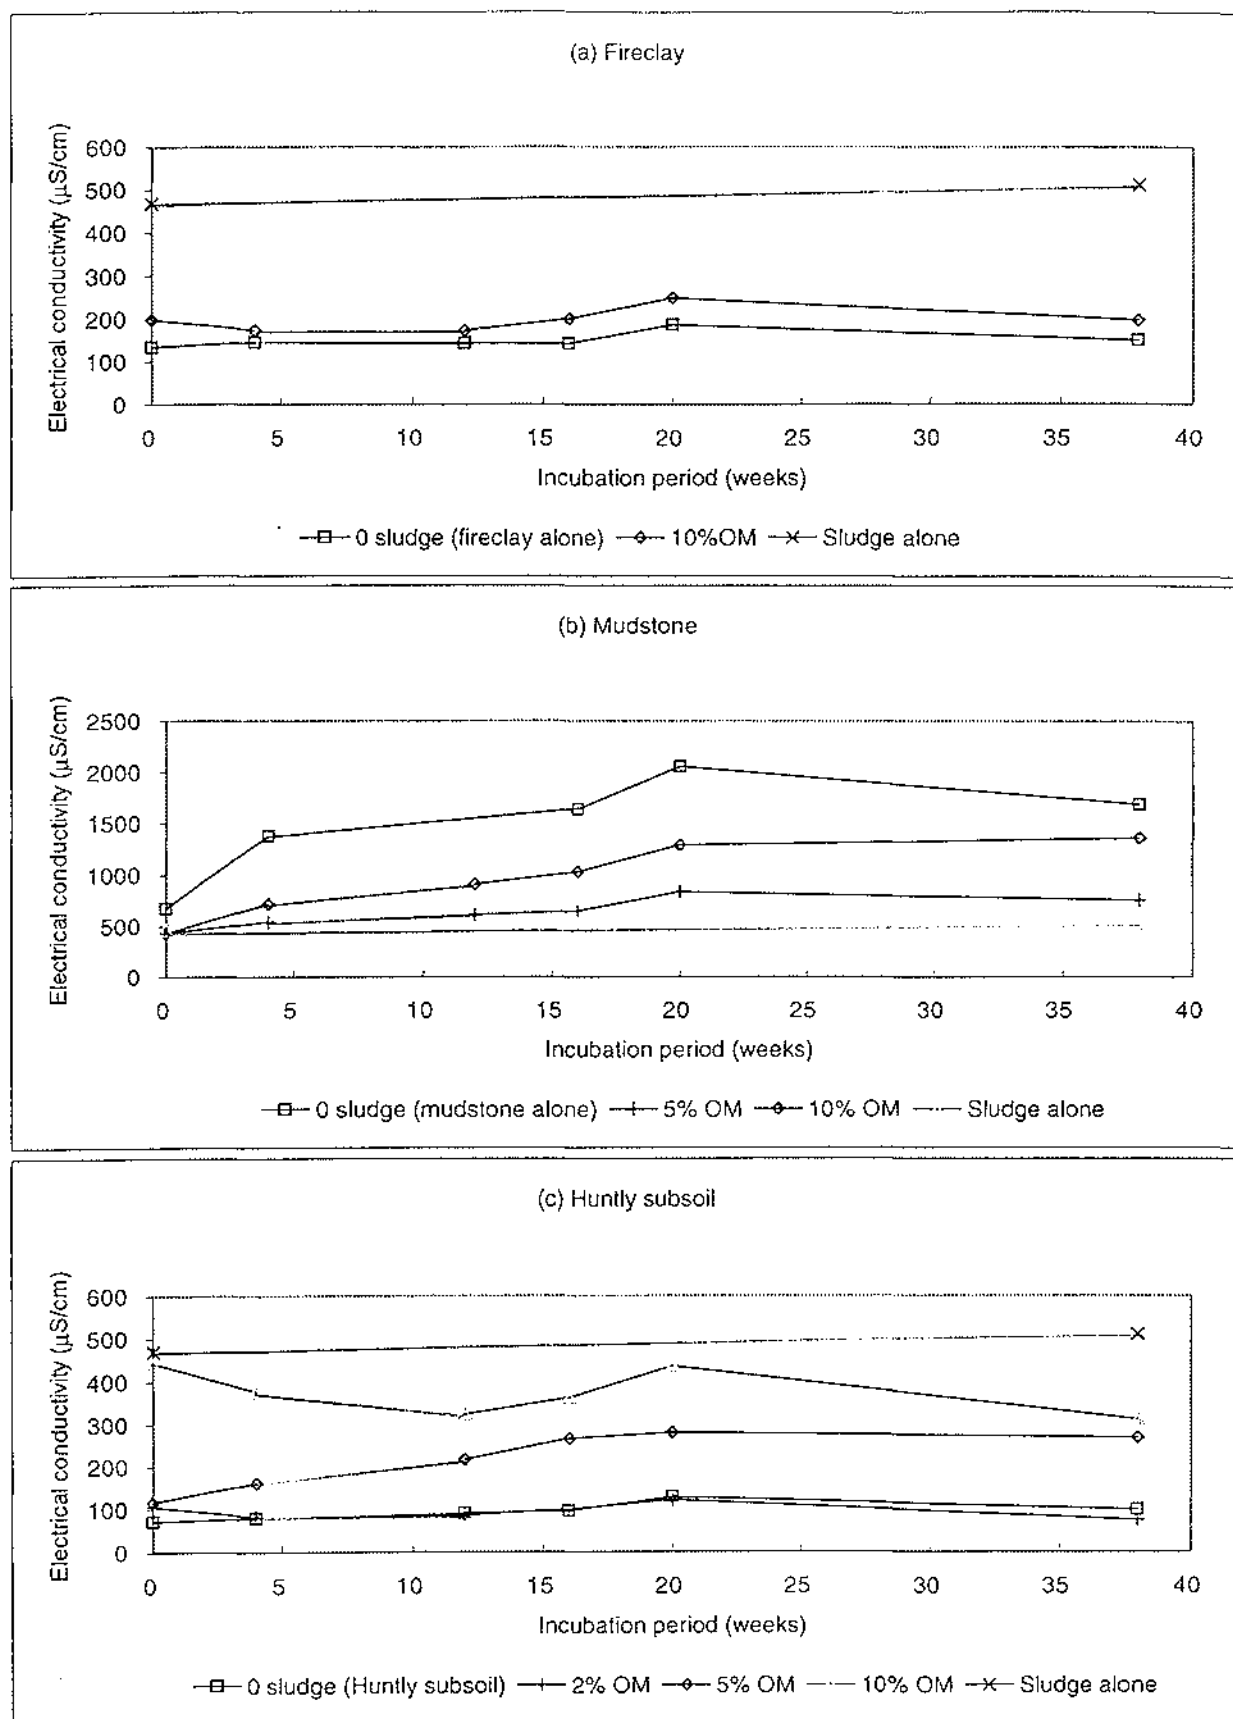 (a) Fireclay
Electrical conductivity (µS/cm)
600
500
400
300
200
100
0
0 5 10 15 20 25 30 35 40
Incubation period (weeks)
0 sludge (fireclay alone) 10%OM Sludge alone
(b) Mudstone
Electrical conductivity (µS/cm)
2500
2000
1500
1000
500
0
0 5 10 15 20 25 30 35 40
Incubation period (weeks)
0 sludge (mudstone alone) 5% OM 10% OM Sludge alone
(c) Huntly subsoil
Electrical conductivity (µS/cm)
600
500
400
300
200
100
0
0 5 10 15 20 25 30 35 40
Incubation period (weeks)
0 sludge (Huntly subsoil) 2% OM 5% OM 10% OM Sludge alone